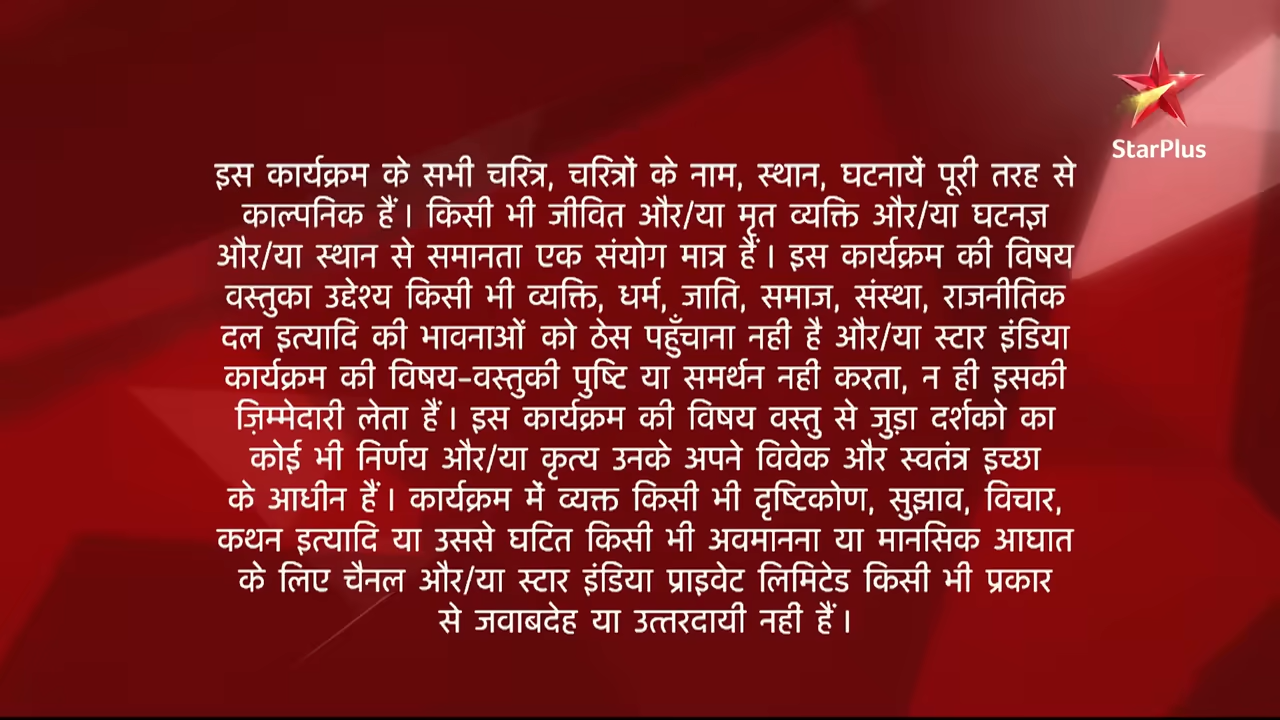 StarPlus
इस कार्यक्रम के सभी चरित्र, चरित्रों के नाम, स्थान, घटनायें पूरी तरह से
काल्पनिक हैं। किसी भी जीवित और/या मृत व्यक्ति और/या घटनज्ञ
और/या स्थान से समानता एक संयोग मात्र हैं। इस कार्यक्रम की विषय
वस्तुका उद्देश्य किसी भी व्यक्ति, धर्म, जाति, समाज, संस्था, राजनीतिक
दल इत्यादि की भावनाओं को ठेस पहुँचाना नही है और/या स्टार इंडिया
कार्यक्रम की विषय-वस्तुकी पुष्टि या समर्थन नही करता, न ही इसकी
ज़िम्मेदारी लेता हैं। इस कार्यक्रम की विषय वस्तु से जुड़ा दर्शको का
कोई भी निर्णय और/या कृत्य उनके अपने विवेक और स्वतंत्र इच्छा
के आधीन हैं। कार्यक्रम में व्यक्त किसी भी दृष्टिकोण, सुझाव, विचार,
कथन इत्यादि या उससे घटित किसी भी अवमानना या मानसिक आघात
के लिए चैनल और/या स्टार इंडिया प्राइवेट लिमिटेड किसी भी प्रकार
से जवाबदेह या उत्तरदायी नही हैं।